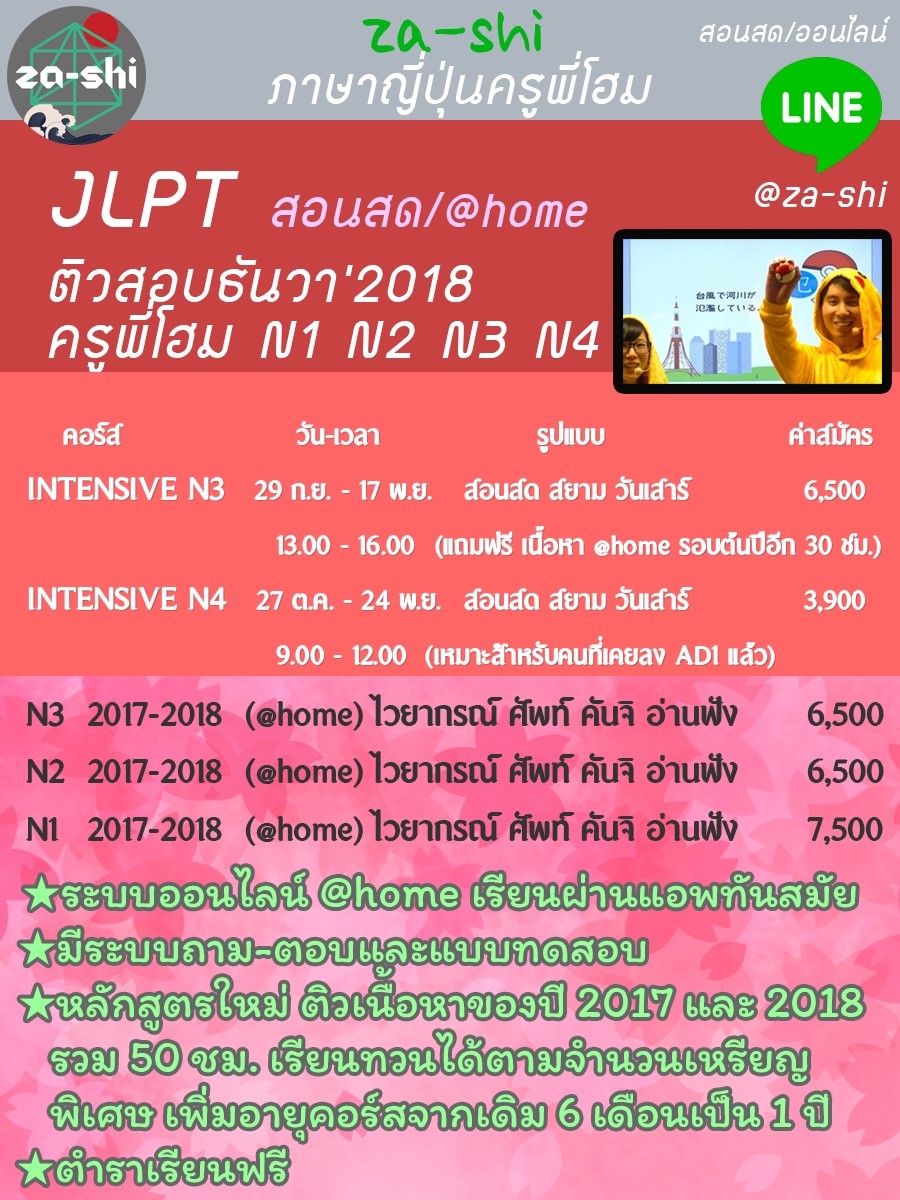 za-shi
za-shi
สอนสด/ออนไลน์
ภาษาญี่ปุ่นครูพี่โฮม
LINE
@za-shi
JLPT สอนสด/@home
ติวสอบธันวา'2018
ครูพี่โฮม N1 N2 N3 N4
台風で河川が
氾濫している。
คอร์ส วัน-เวลา รูปแบบ ค่าสมัคร
INTENSIVE N3 29 ก.ย. - 17 พ.ย. สอนสด สยาม วันเสาร์ 6,500
13.00 - 16.00 (แถมฟรี เนื้อหา @home รอบต้นปีอีก 30 ชม.)
INTENSIVE N4 27 ต.ค. - 24 พ.ย. สอนสด สยาม วันเสาร์ 3,900
9.00 - 12.00 (เหมาะสำหรับคนที่เคยลง AD1 แล้ว)
N3 2017-2018 (@home) ไวยากรณ์ ศัพท์ คันจิ อ่านฟัง 6,500
N2 2017-2018 (@home) ไวยากรณ์ ศัพท์ คันจิ อ่านฟัง 6,500
N1 2017-2018 (@home) ไวยากรณ์ ศัพท์ คันจิ อ่านฟัง 7,500
★ระบบออนไลน์ @home เรียนผ่านแอพทันสมัย
★มีระบบถาม-ตอบและแบบทดสอบ
★หลักสูตรใหม่ ติวเนื้อหาของปี 2017 และ 2018
รวม 50 ชม. เรียนทวนได้ตามจำนวนเหรียญ
พิเศษ เพิ่มอายุคอร์สจากเดิม 6 เดือนเป็น 1 ปี
★ตำราเรียนฟรี